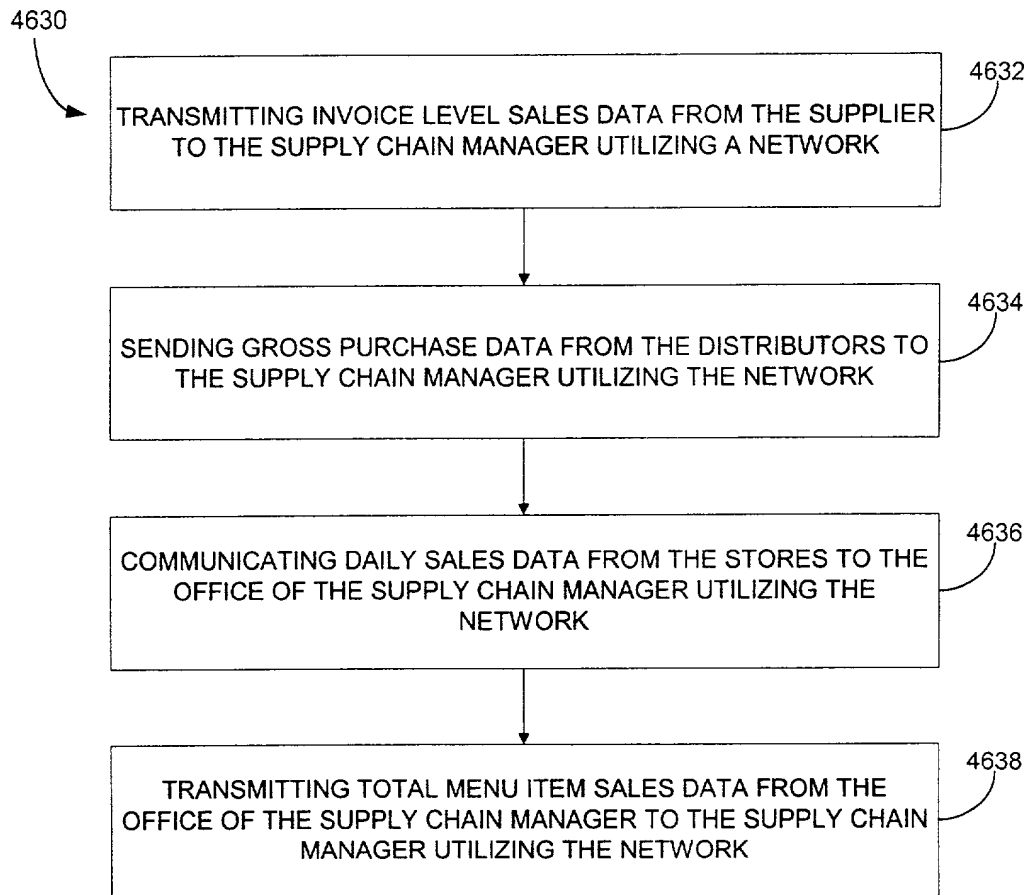 4630
4632
TRANSMITTING INVOICE LEVEL SALES DATA FROM THE SUPPLIER
TO THE SUPPLY CHAIN MANAGER UTILIZING A NETWORK
4634
SENDING GROSS PURCHASE DATA FROM THE DISTRIBUTORS TO
THE SUPPLY CHAIN MANAGER UTILIZING THE NETWORK
4636
COMMUNICATING DAILY SALES DATA FROM THE STORES TO THE
OFFICE OF THE SUPPLY CHAIN MANAGER UTILIZING THE
NETWORK
4638
TRANSMITTING TOTAL MENU ITEM SALES DATA FROM THE
OFFICE OF THE SUPPLY CHAIN MANAGER TO THE SUPPLY CHAIN
MANAGER UTILIZING THE NETWORK